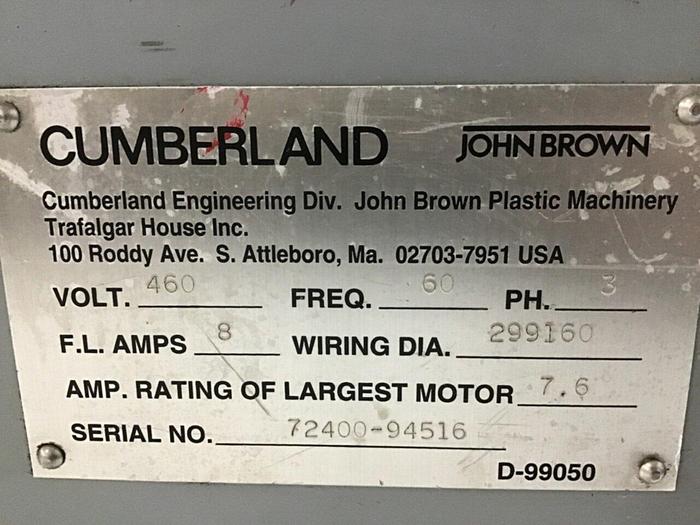 CUMBERLAND JOHN BROWN
Cumberland Engineering Div. John Brown Plastic Machinery
Trafalgar House Inc.
100 Roddy Ave. S. Attleboro, Ma. 02703-7951 USA
VOLT. 460 FREQ. 60 PH. 3
F.L. AMPS 8 WIRING DIA. 299160
AMP. RATING OF LARGEST MOTOR 7.6
SERIAL NO. 72400-94516
D-99050